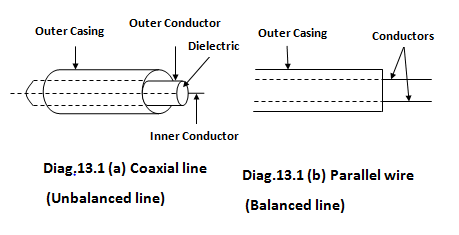 Outer Casing
Outer Conductor
Dielectric
Inner Conductor
Diag.13.1 (a) Coaxial line
(Unbalanced line)
Outer Casing
Conductors
Diag.13.1 (b) Parallel wire
(Balanced line)